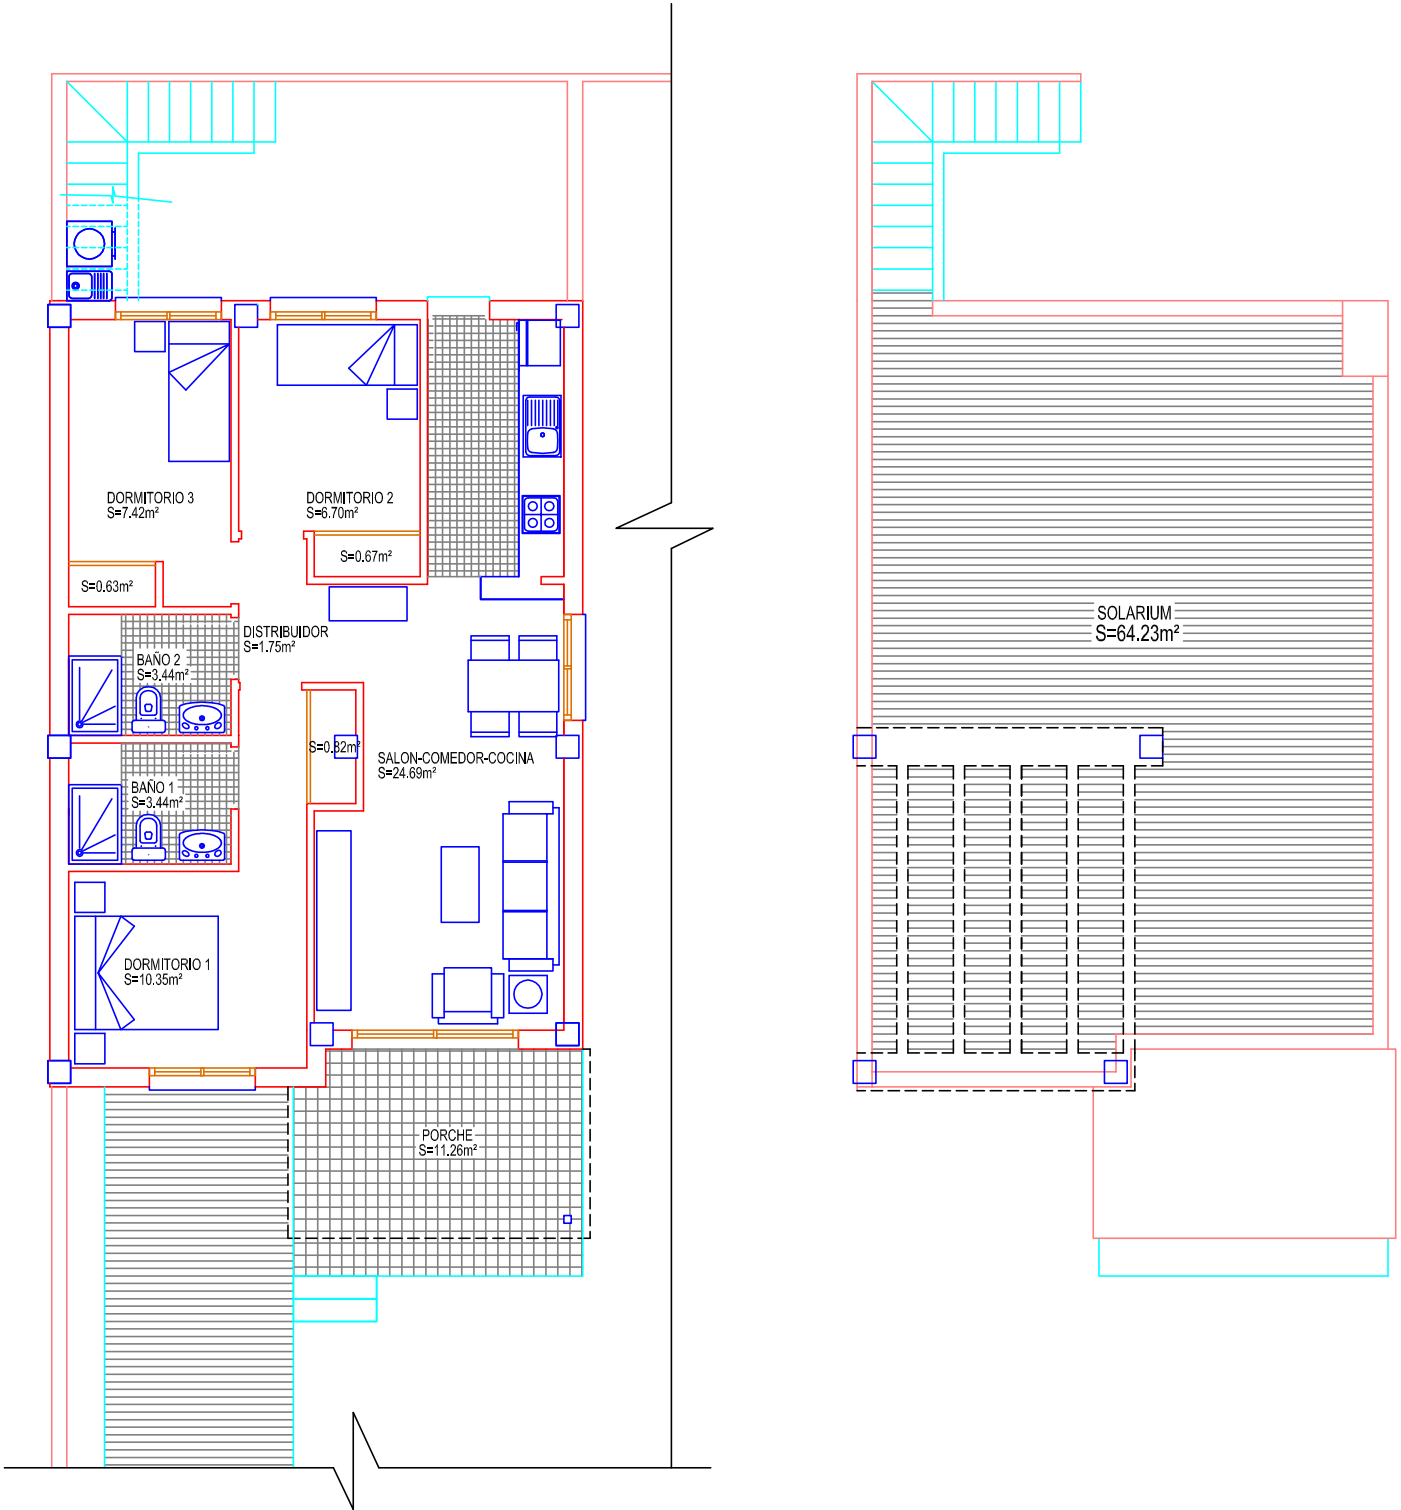 DORMITORIO 3
S=7.42m²
DORMITORIO 2
S=6.70m²
S=0.67m²
S=0.63m²
DISTRIBUIDOR
S=1.75m²
BAÑO 2
S=3.44m²
S=0.82m²
SALON-COMEDOR-COCINA
S=24.69m²
BAÑO 1
S=3.44m²
DORMITORIO 1
S=10.35m²
PORCHE
S=11.26m²
SOLARIUM
S=64.23m²